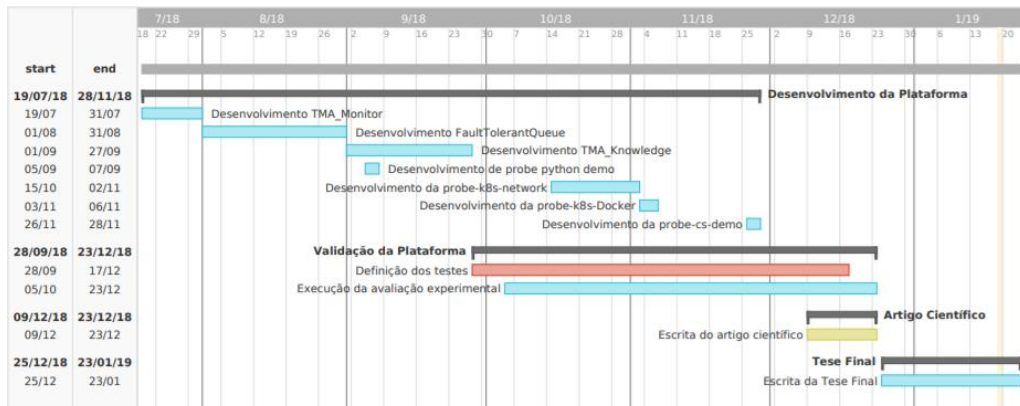 7/18 8/18 9/18 10/18 11/18 12/18 1/19
18 22 29 5 12 19 26 2 9 16 23 30 7 14 21 28 4 11 18 25 2 9 16 23 30 6 13 20
start end
19/07/18 28/11/18 Desenvolvimento da Plataforma
19/07 31/07 Desenvolvimento TMA_Monitor
01/08 31/08 Desenvolvimento FaultTolerantQueue
01/09 27/09 Desenvolvimento TMA_Knowledge
05/09 07/09 Desenvolvimento de probe python demo
15/10 02/11 Desenvolvimento da probe-k8s-network
03/11 06/11 Desenvolvimento da probe-k8s-Docker
26/11 28/11 Desenvolvimento da probe-cs-demo
28/09/18 23/12/18 Validação da Plataforma
28/09 17/12 Definição dos testes
05/10 23/12 Execução da avaliação experimental
09/12/18 23/12/18 Artigo Científico
09/12 23/12 Escrita do artigo científico
25/12/18 23/01/19 Tese Final
25/12 23/01 Escrita da Tese Final